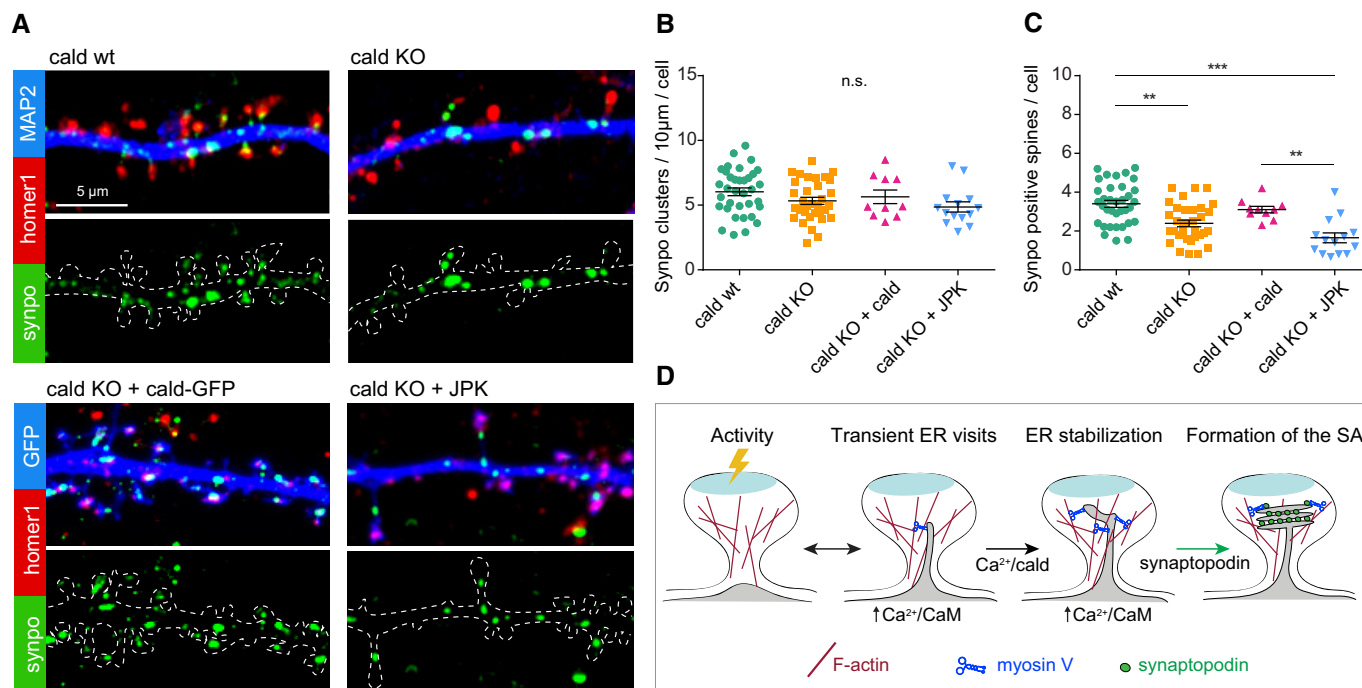 A
cald wt
cald KO
MAP2
homer1
synpo
5 µm
cald KO + cald-GFP
cald KO + JPK
GFP
homer1
synpo
B
Synpo clusters / 10µm / cell
15
10
5
0
n.s.
cald wt
cald KO
cald KO + cald
cald KO + JPK
C
Synpo positive spines / cell
10
8
6
4
2
0
***
**
**
cald wt
cald KO
cald KO + cald
cald KO + JPK
D
Activity
Transient ER visits
ER stabilization
Formation of the SA
Ca²⁺/cald
synaptopodin
↑Ca²⁺/CaM
↑Ca²⁺/CaM
F-actin
myosin V
synaptopodin